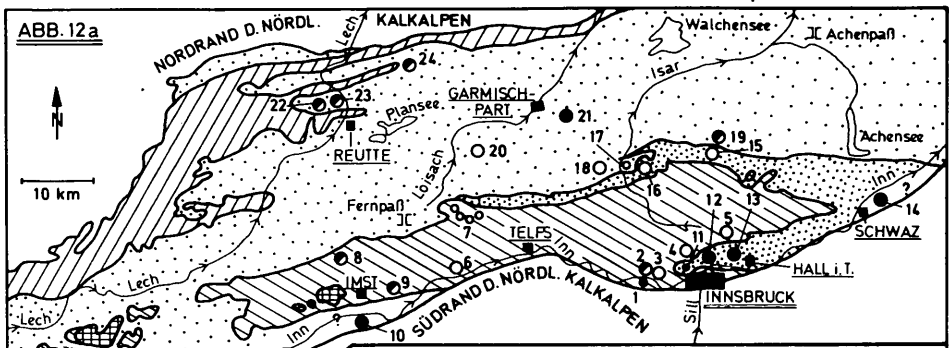 ABB. 12a
NORDRAND D. NÖRDL. KALKALPEN
Lech
Walchensee
Achenpaß
Isar
24
22
23
Plansee
GARMISCH-
PART
21
REUTTE
N
10 km
Loisach
20
17
18
16
19
15
Achensee
Inn
?
Fernpaß
7
12
13
14
TELFS
Inn
11
5
4
SCHWAZ
8
6
2
3
HALL i.T.
IMST
9
1
INNSBRUCK
Lech
Lech
Inn
?
10
SÜDRAND D. NÖRDL. KALKALPEN
Sill